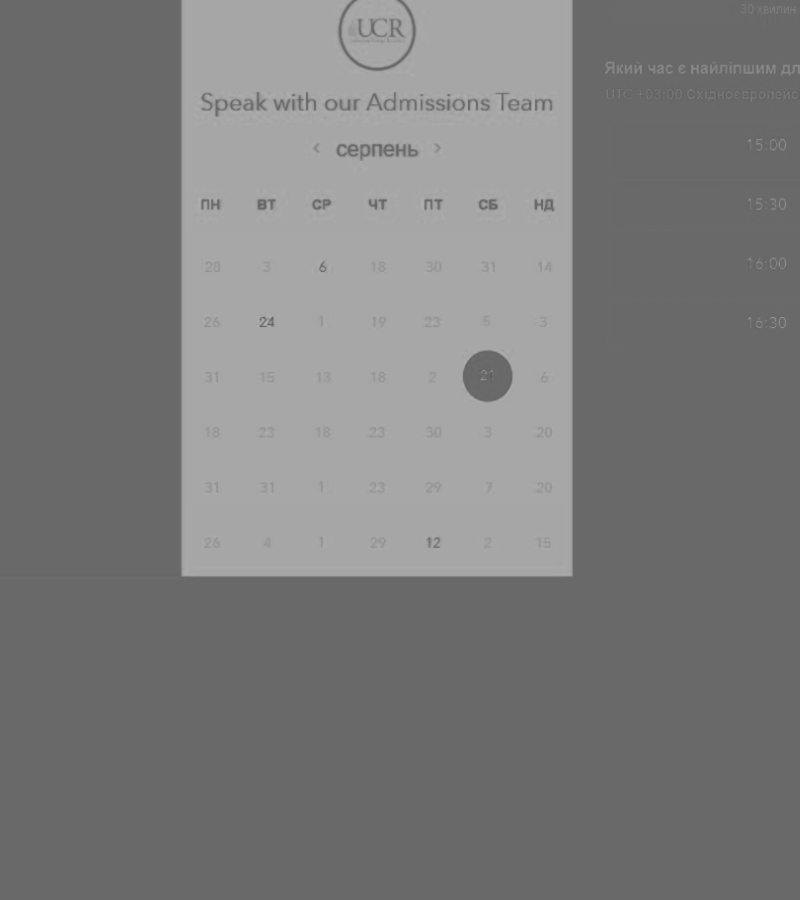 UCR
Speak with our Admissions Team
‹ серпень ›
ПН ВТ СР ЧТ ПТ СБ НД
28 3 6 18 30 31 14
26 24 1 19 23 5 3
31 15 13 18 2 21 6
18 23 18 23 30 3 20
31 31 1 23 29 7 20
26 4 1 29 12 2 15
30 хвилин
Який час є найліпшим дл
UTC +03:00 Східноєвропейс
15:00
15:30
16:00
16:30